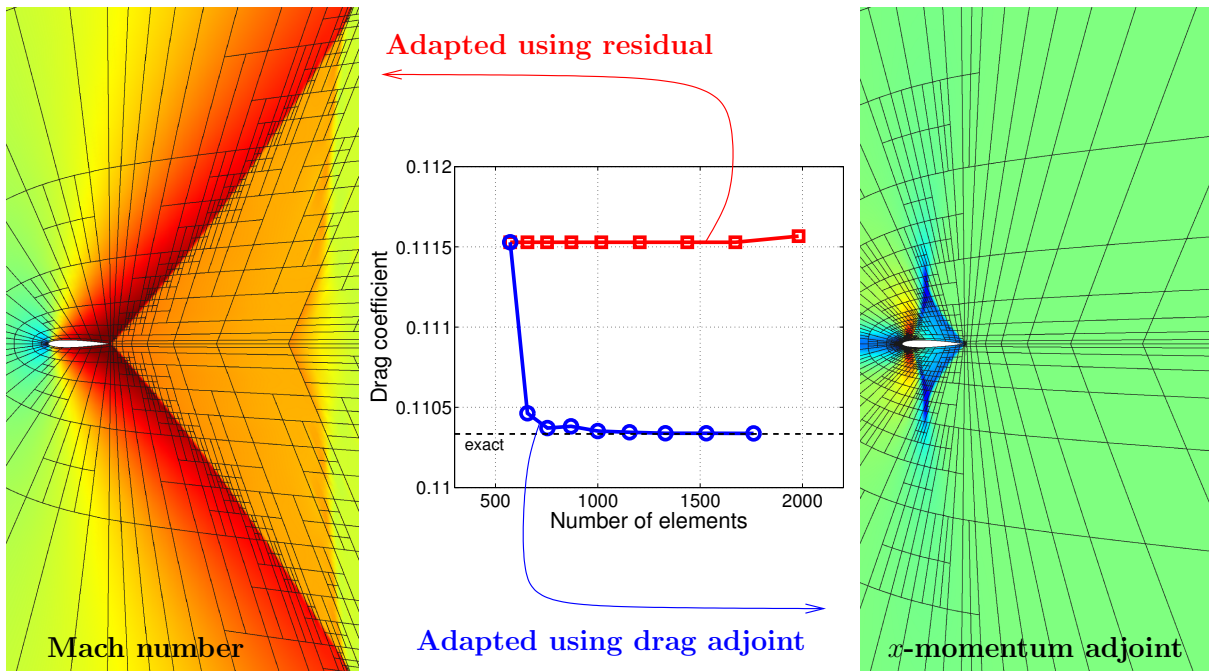 Adapted using residual
0.112
0.1115
0.111
0.1105
0.11
Drag coefficient
exact
500
1000
1500
2000
Number of elements
Mach number
Adapted using drag adjoint
x-momentum adjoint